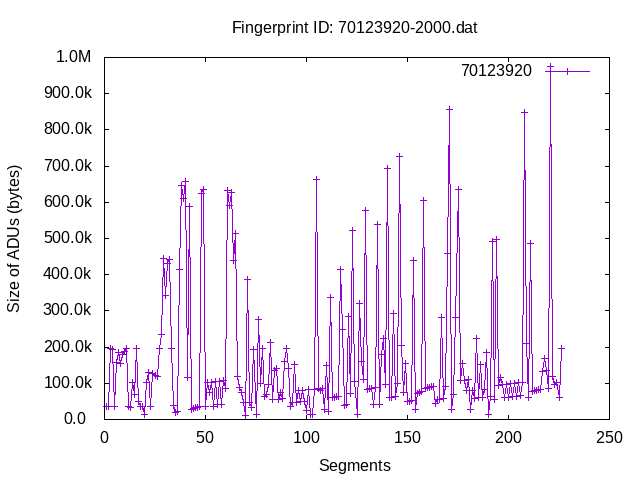 Fingerprint ID: 70123920-2000.dat
1.0M
70123920
900.0k
800.0k
700.0k
600.0k
500.0k
400.0k
300.0k
200.0k
100.0k
0.0
Size of ADUs (bytes)
0 50 100 150 200 250
Segments